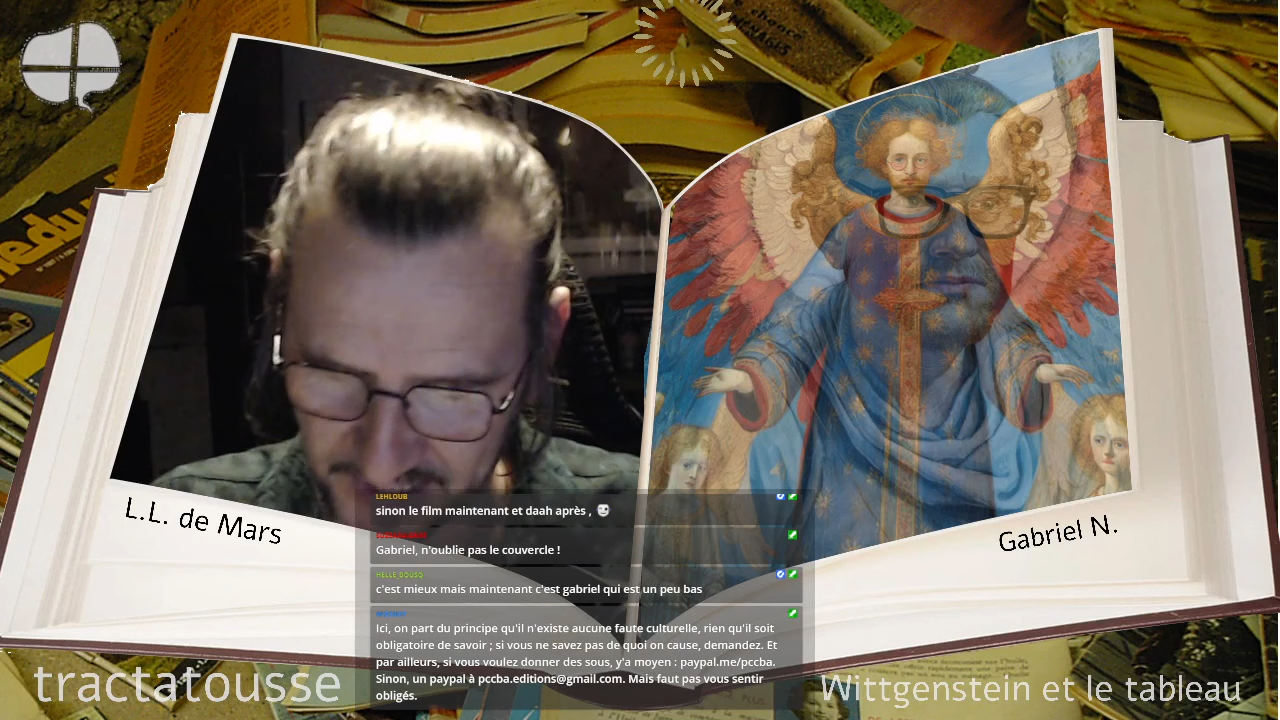 L.L. de Mars
Gabriel N.
LEHLOUB
sinon le film maintenant et daah après ,
Gabriel, n'oublie pas le couvercle !
HELLE_DOUSQ
c'est mieux mais maintenant c'est gabriel qui est un peu bas
Ici, on part du principe qu'il n'existe aucune faute culturelle, rien qu'il soit
obligatoire de savoir ; si vous ne savez pas de quoi on cause, demandez. Et
par ailleurs, si vous voulez donner des sous, y'a moyen : paypal.me/pccba.
Sinon, un paypal à pccba.editions@gmail.com. Mais faut pas vous sentir
obligés.
tractatousse
Wittgenstein et le tableau